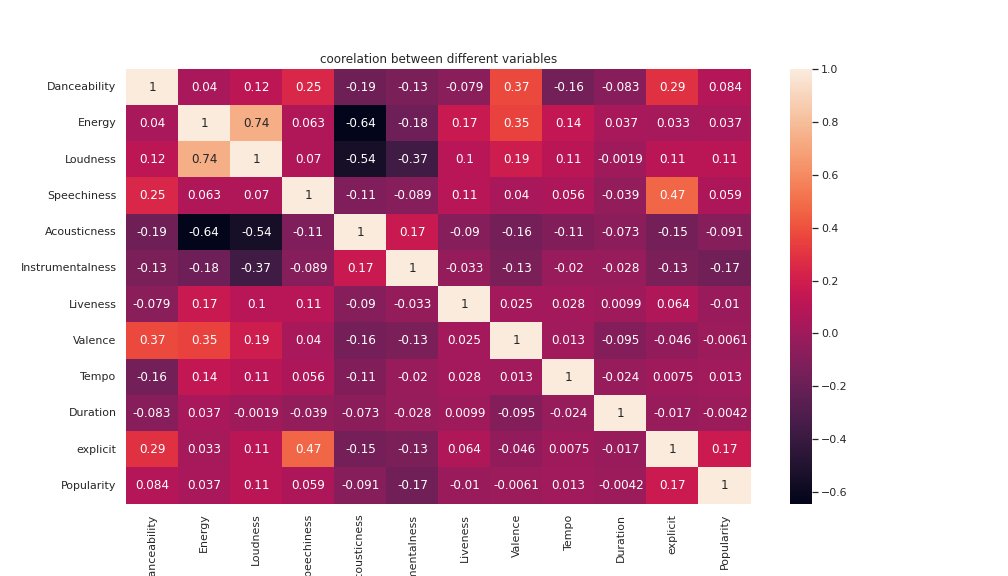 coorelation between different variables
Danceability 1 0.04 0.12 0.25 -0.19 -0.13 -0.079 0.37 -0.16 -0.083 0.29 0.084
Energy 0.04 1 0.74 0.063 -0.64 -0.18 0.17 0.35 0.14 0.037 0.033 0.037
Loudness 0.12 0.74 1 0.07 -0.54 -0.37 0.1 0.19 0.11 -0.0019 0.11 0.11
Speechiness 0.25 0.063 0.07 1 -0.11 -0.089 0.11 0.04 0.056 -0.039 0.47 0.059
Acousticness -0.19 -0.64 -0.54 -0.11 1 0.17 -0.09 -0.16 -0.11 -0.073 -0.15 -0.091
Instrumentalness -0.13 -0.18 -0.37 -0.089 0.17 1 -0.033 -0.13 -0.02 -0.028 -0.13 -0.17
Liveness -0.079 0.17 0.1 0.11 -0.09 -0.033 1 0.025 0.028 0.0099 0.064 -0.01
Valence 0.37 0.35 0.19 0.04 -0.16 -0.13 0.025 1 0.013 -0.095 -0.046 -0.0061
Tempo -0.16 0.14 0.11 0.056 -0.11 -0.02 0.028 0.013 1 -0.024 0.0075 0.013
Duration -0.083 0.037 -0.0019 -0.039 -0.073 -0.028 0.0099 -0.095 -0.024 1 -0.017 -0.0042
explicit 0.29 0.033 0.11 0.47 -0.15 -0.13 0.064 -0.046 0.0075 -0.017 1 0.17
Popularity 0.084 0.037 0.11 0.059 -0.091 -0.17 -0.01 -0.0061 0.013 -0.0042 0.17 1
anceability
Energy
Loudness
peechiness
cousticness
mentalness
Liveness
Valence
Tempo
Duration
explicit
Popularity
1.0
0.8
0.6
0.4
0.2
0.0
−0.2
−0.4
−0.6